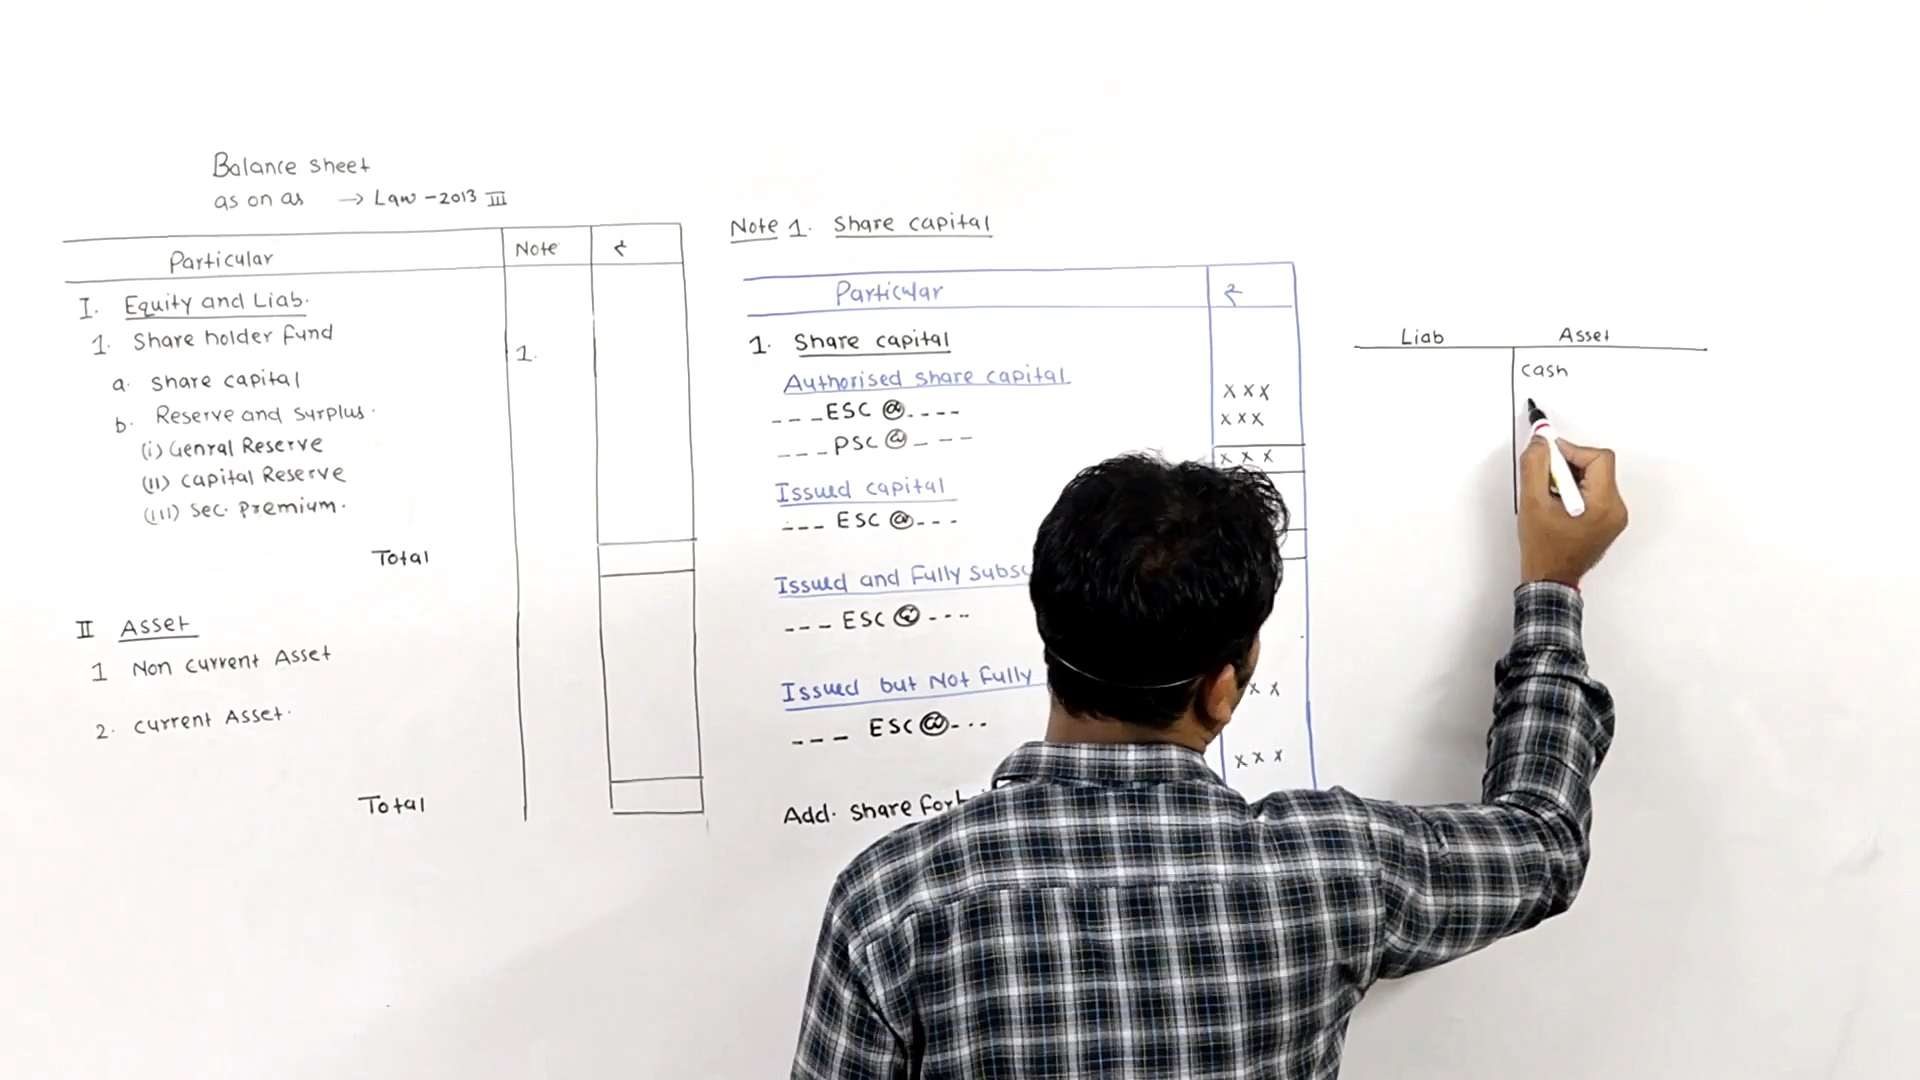 Balance sheet
as on as → Law -2013 III
Particular Note ₹
I. Equity and Liab.
1. Share holder fund
1.
a. share capital
b. Reserve and surplus.
(i) Genral Reserve
(ii) capital Reserve
(iii) Sec. Premium.
Total
II Asset
1 Non current Asset
2. current Asset.
Total
Note 1. Share capital
Particular ₹
1. Share capital
Authorised share capital
---ESC @---- xxx
---PSC @--- xxx
xxx
Issued capital
--- ESC @---
Issued and Fully Subsc
--- ESC @---
Issued but Not Fully
x x
--- ESC @---
x x x
Add. share Forf
Liab Asset
cash